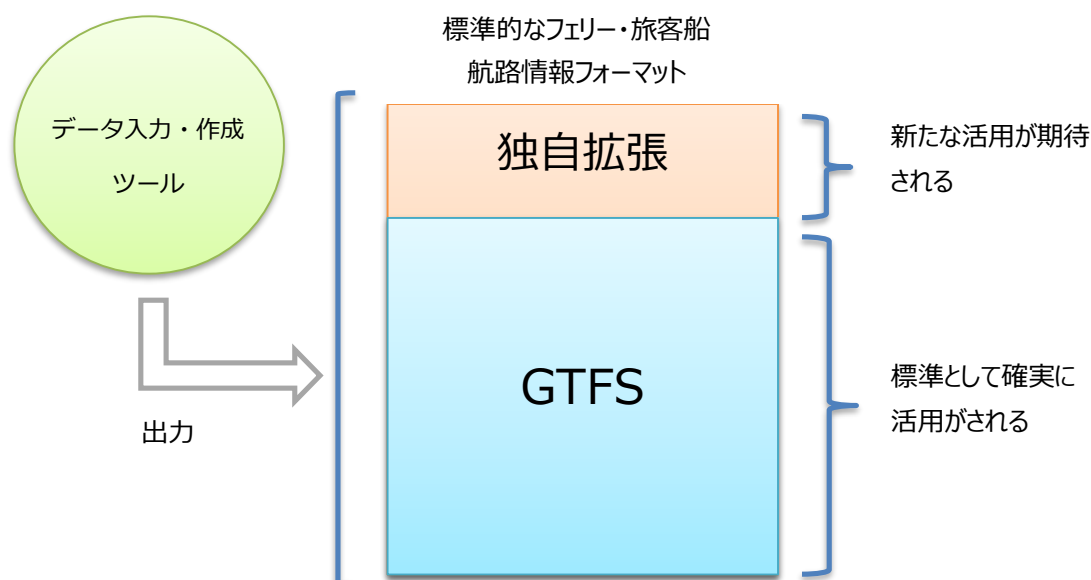 標準的なフェリー・旅客船
航路情報フォーマット
データ入力・作成
ツール
独自拡張
新たな活用が期待
される
GTFS
標準として確実に
活用がされる
出力